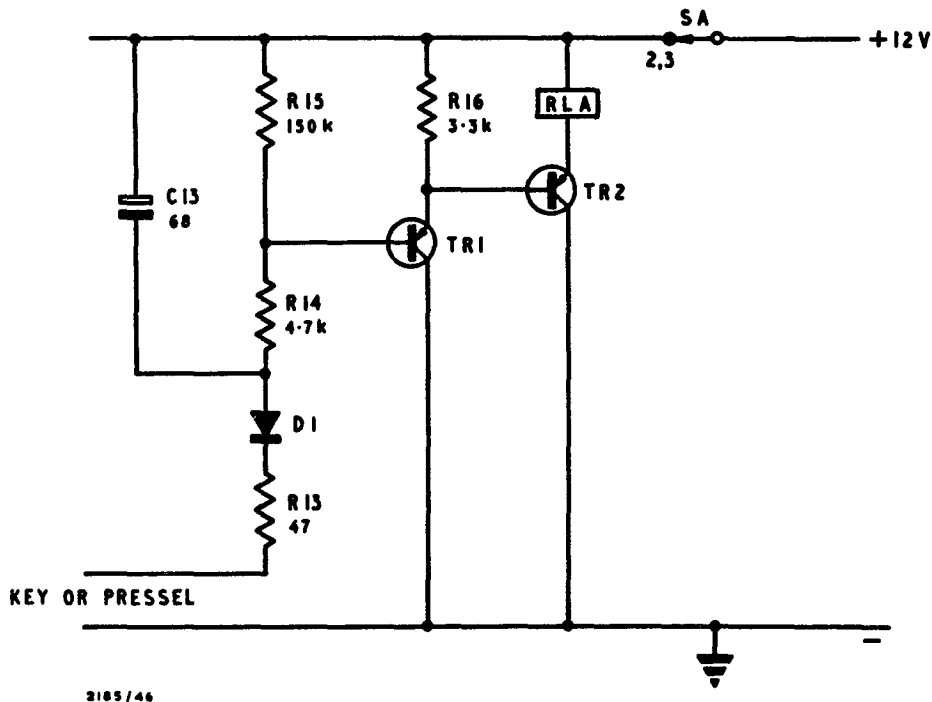 SA
+12V
2,3
R15
150k
R16
3·3k
RLA
C13
68
TR2
TR1
R14
4·7k
D1
R13
47
KEY OR PRESSEL
−
2185/46